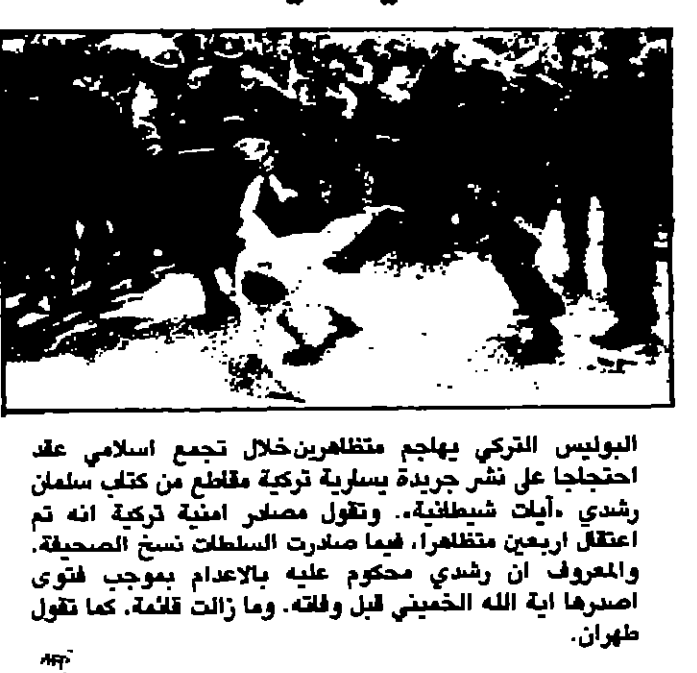 البوليس التركي يهاجم متظاهرين خلال تجمع اسلامي عقد
احتجاجا على نشر جريدة يسارية تركية مقاطع من كتاب سلمان
رشدي «آيات شيطانية». وتقول مصادر امنية تركية انه تم
اعتقال اربعين متظاهرا، فيما صادرت السلطات نسخ الصحيفة.
والمعروف ان رشدي محكوم عليه بالاعدام بموجب فتوى
اصدرها اية الله الخميني قبل وفاته. وما زالت قائمة. كما تقول
طهران.
AFP